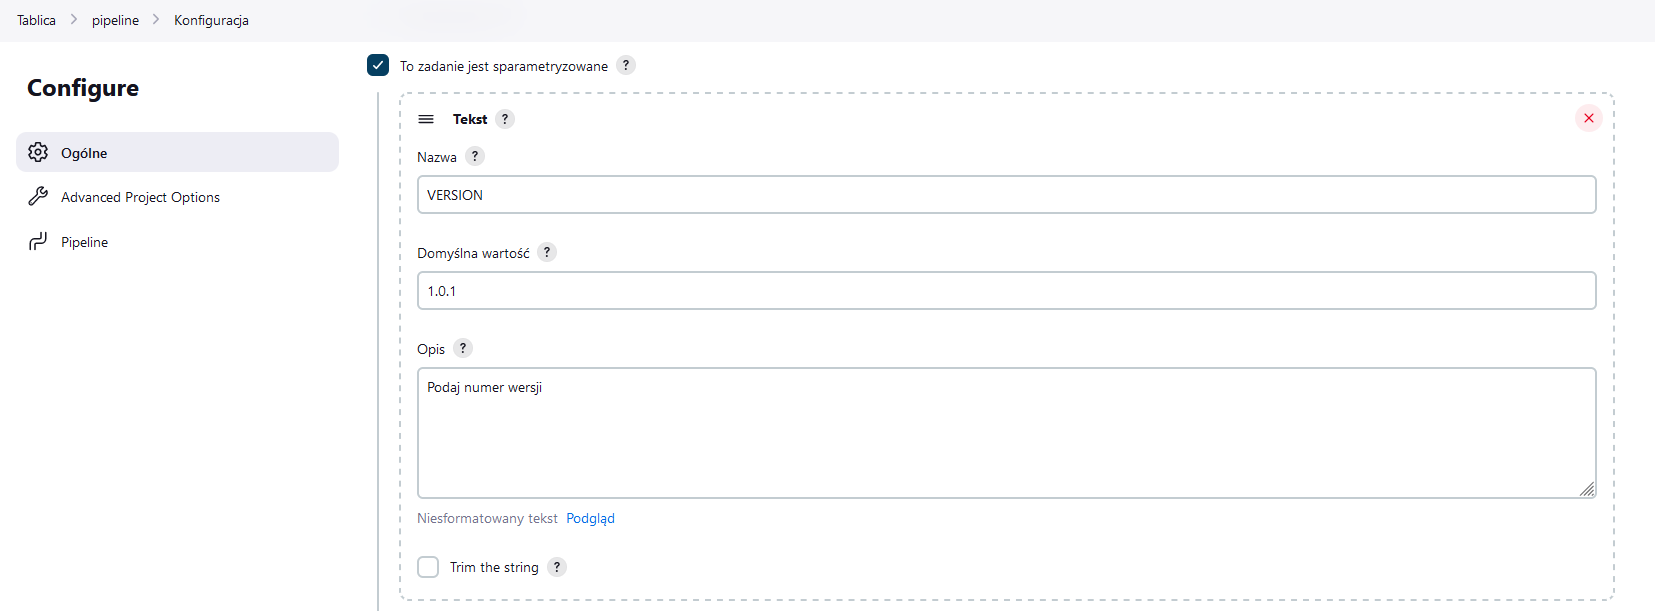 Tablica > pipeline > Konfiguracja
Configure
Ogólne
Advanced Project Options
Pipeline
To zadanie jest sparametryzowane ?
Tekst ?
Nazwa ?
VERSION
Domyślna wartość ?
1.0.1
Opis ?
Podaj numer wersji
Niesformatowany tekst Podgląd
Trim the string ?